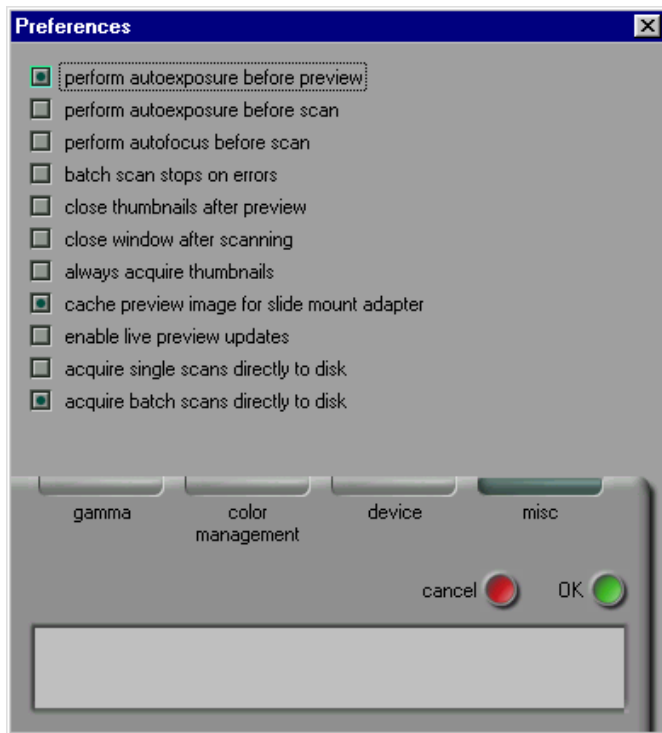 Preferences
perform autoexposure before preview
perform autoexposure before scan
perform autofocus before scan
batch scan stops on errors
close thumbnails after preview
close window after scanning
always acquire thumbnails
cache preview image for slide mount adapter
enable live preview updates
acquire single scans directly to disk
acquire batch scans directly to disk
gamma
color
management
device
misc
cancel
OK